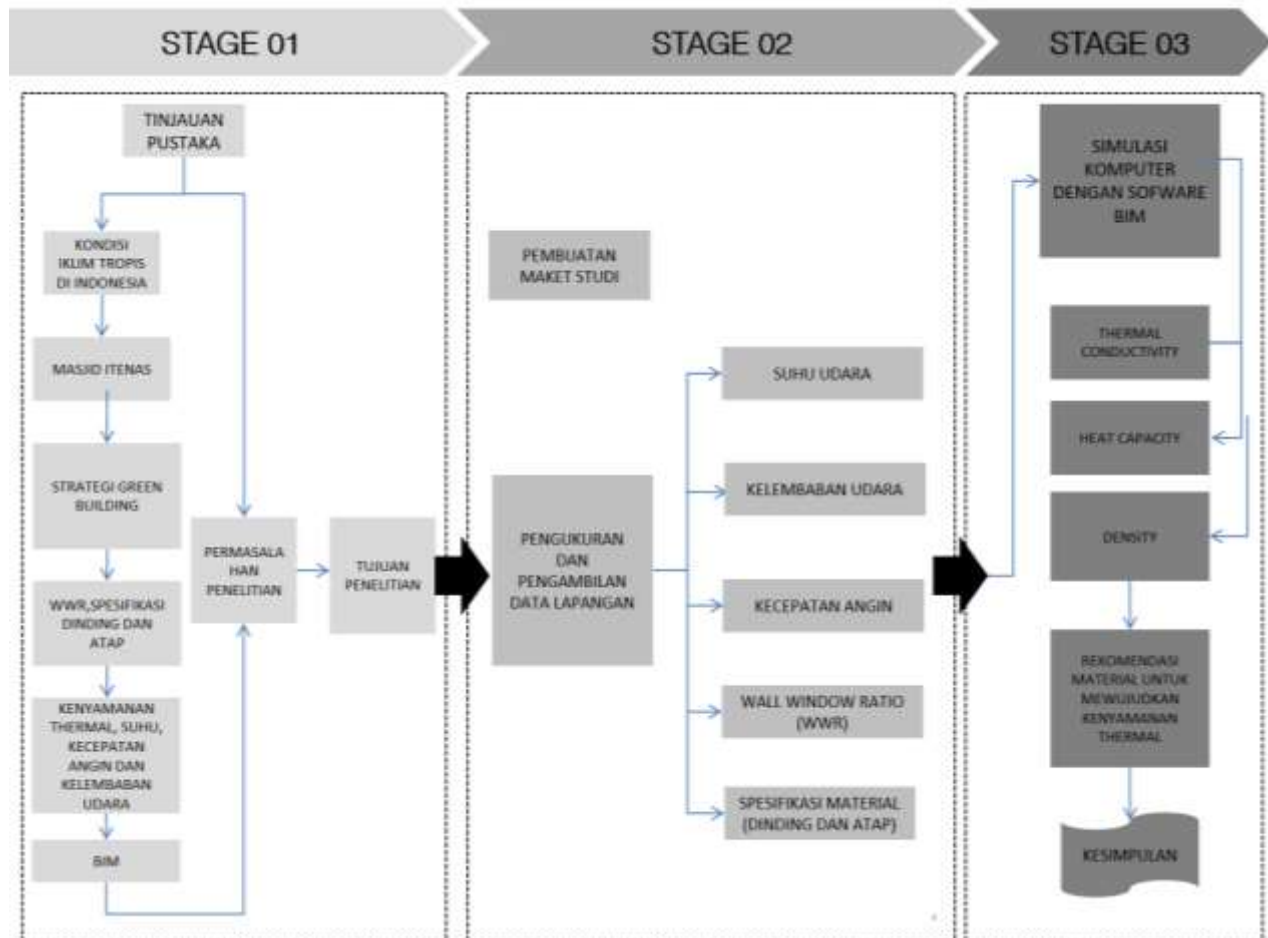 STAGE 01
STAGE 02
STAGE 03
TINJAUAN
PUSTAKA
KONDISI
IKLIM TROPIS
DI INDONESIA
MASJID ITENAS
STRATEGI GREEN
BUILDING
WWR,SPESIFIKASI
DINDING DAN
ATAP
KENYAMANAN
THERMAL, SUHU,
KECEPATAN
ANGIN DAN
KELEMBABAN
UDARA
BIM
PERMASALA
HAN
PENELITIAN
TUJUAN
PENELITIAN
PEMBUATAN
MAKET STUDI
PENGUKURAN
DAN
PENGAMBILAN
DATA LAPANGAN
SUHU UDARA
KELEMBABAN UDARA
KECEPATAN ANGIN
WALL WINDOW RATIO
(WWR)
SPESIFIKASI MATERIAL
(DINDING DAN ATAP)
SIMULASI
KOMPUTER
DENGAN SOFWARE
BIM
THERMAL
CONDUCTIVITY
HEAT CAPACITY
DENSITY
REKOMENDASI
MATERIAL UNTUK
MEWUJUDKAN
KENYAMANAN
THERMAL
KESIMPULAN